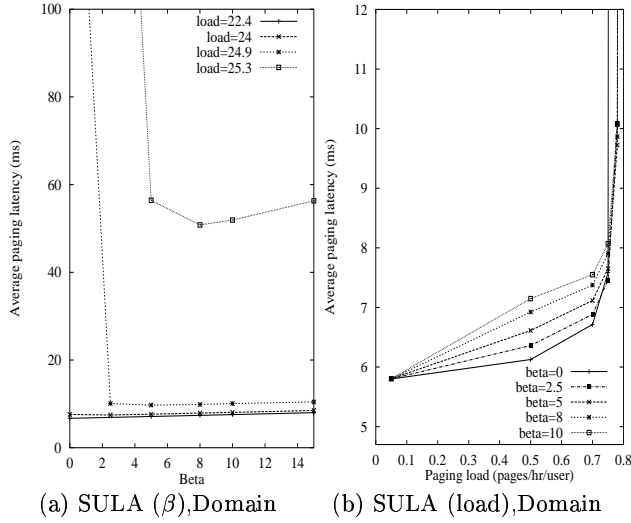 100
80
60
40
20
0
0 2 4 6 8 10 12 14
Average paging latency (ms)
Beta
load=22.4
load=24
load=24.9
load=25.3
(a) SULA (β),Domain
12
11
10
9
8
7
6
5
0 0.1 0.2 0.3 0.4 0.5 0.6 0.7 0.8
Average paging latency (ms)
Paging load (pages/hr/user)
beta=0
beta=2.5
beta=5
beta=8
beta=10
(b) SULA (load),Domain